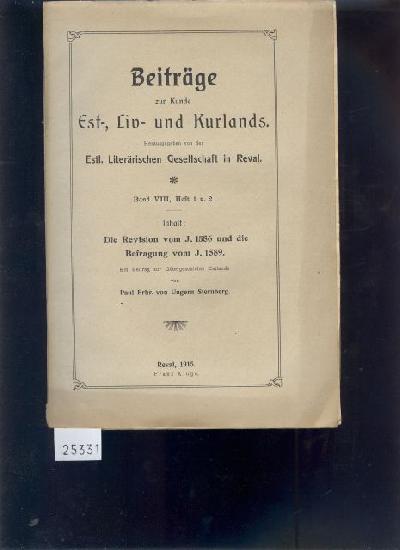 Beiträge
zur Kunde
Est-, Liv- und Kurlands.
herausgegeben von der
Estl. Literärischen Gesellschaft in Reval.
Band VIII, Heft 1 u. 2
Inhalt:
Die Revision vom J. 1586 und die
Befragung vom J. 1589.
Ein Beitrag zur Gütergeschichte Estlands
von
Paul Frhr. von Ungern Sternberg.
Reval, 1915
25331